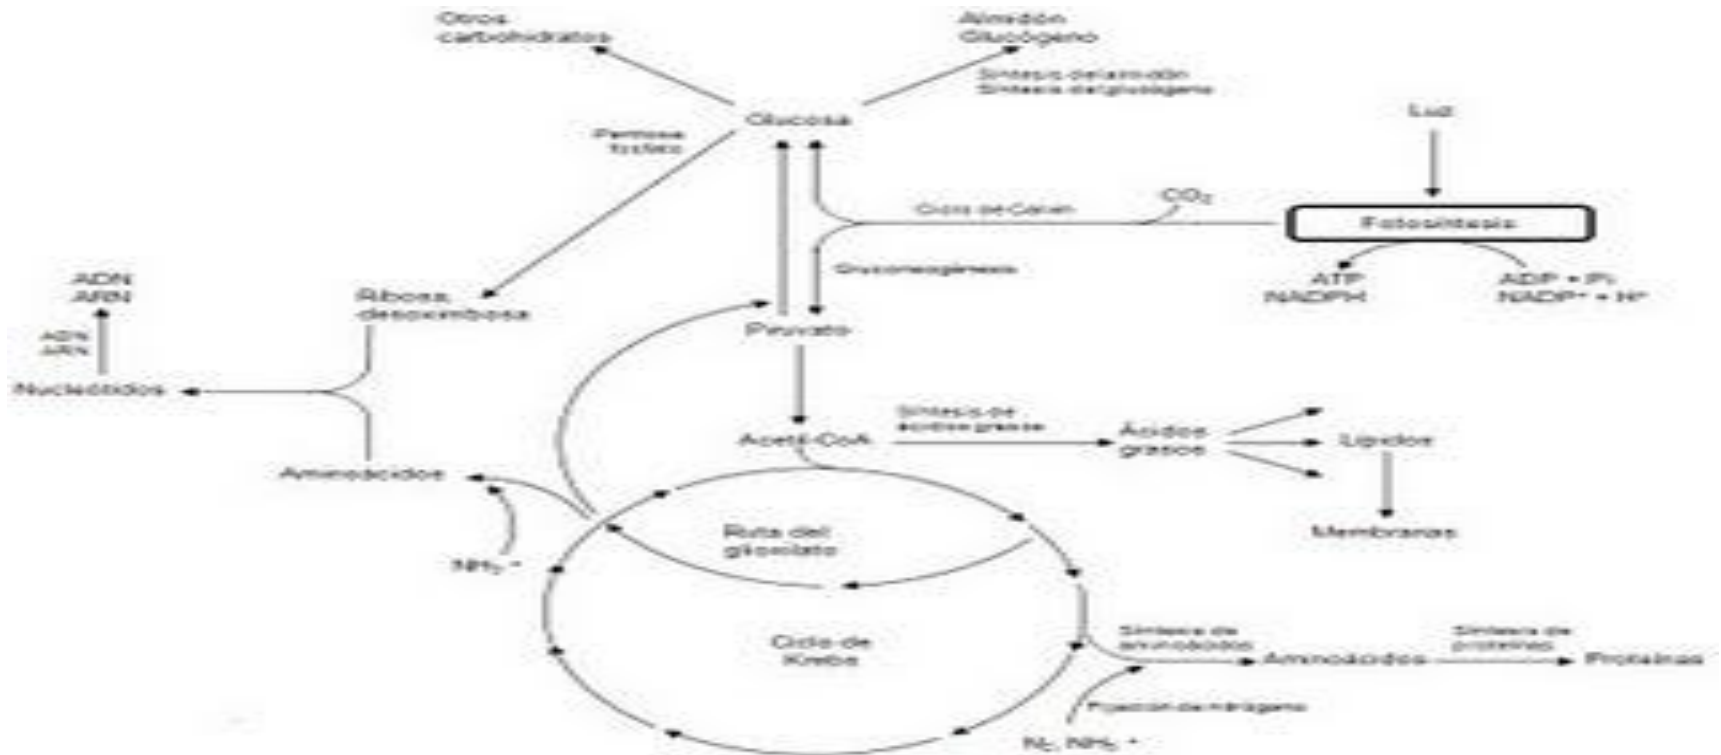 Otros
carbohidratos
Almidón
Glucógeno
Síntesis del almidón
Síntesis del glucógeno
Glucosa
Luz
Pentosa
fosfato
CO₂
Ciclo de Calvin
Fotosíntesis
Gluconeogénesis
ATP
NADPH
ADP + Pi
NADP⁺ + H⁺
ADN
ARN
Ribosa,
desoxirribosa
ADN
ARN
Piruvato
Nucleótidos
Síntesis de
ácidos grasos
Acetil-CoA
Ácidos
grasos
Lípidos
Aminoácidos
Ruta del
glioxilato
Membranas
Ciclo de
Krebs
Síntesis de
aminoácidos
Síntesis de
proteínas
Aminoácidos
Proteínas
Fijación de nitrógeno